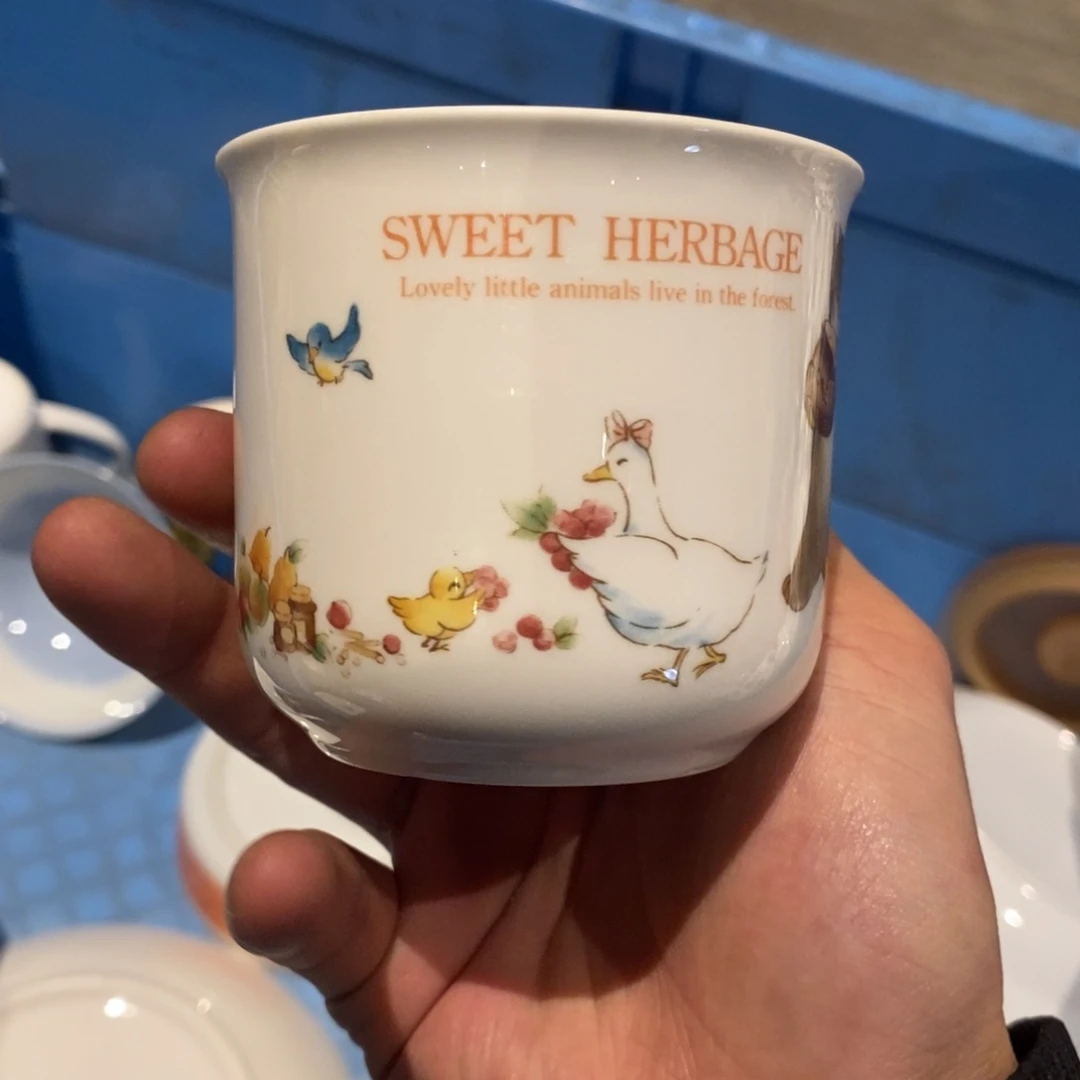 SWEET HERBAGE
Lovely little animals live in the forest.